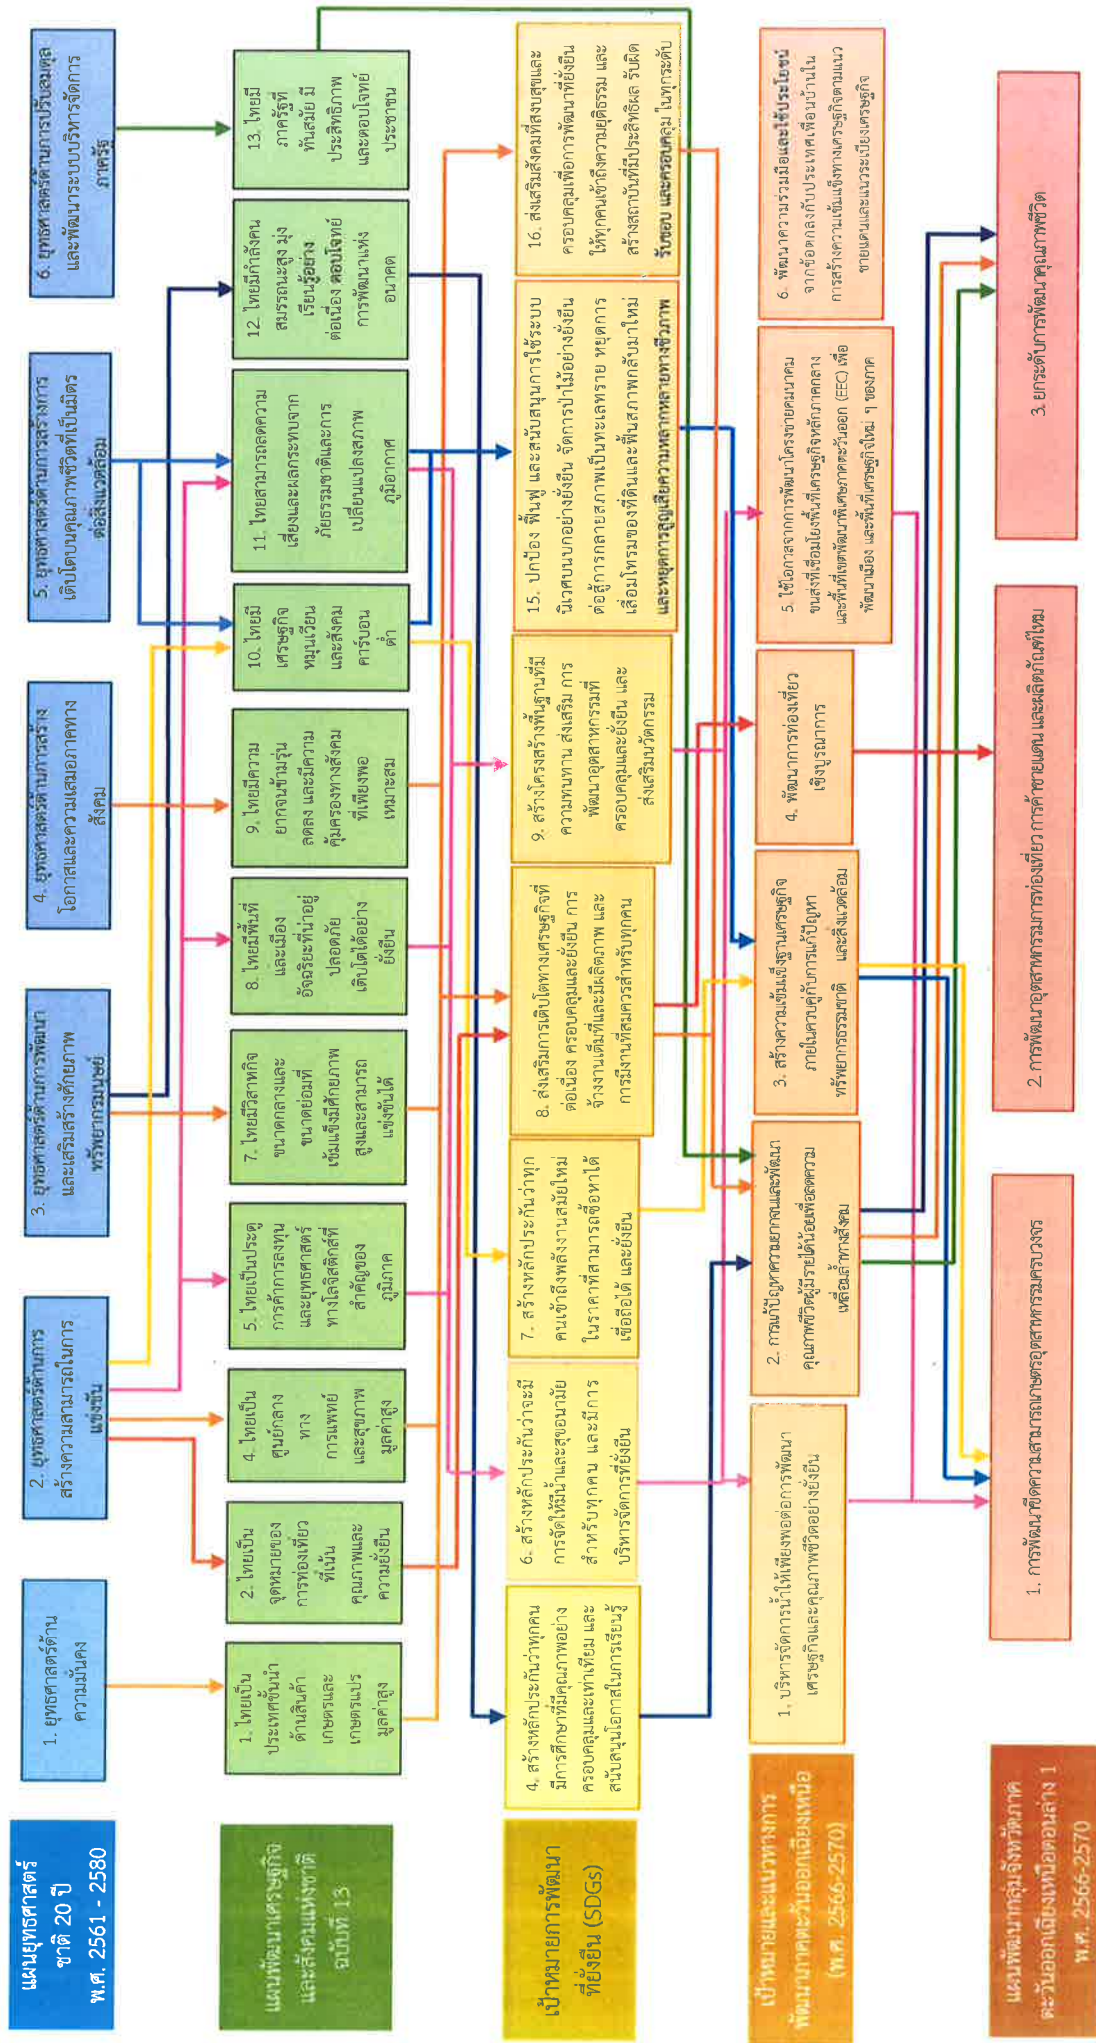 แผนยุทธศาสตร์
ชาติ 20 ปี
พ.ศ. 2561 - 2580
1. ยุทธศาสตร์ด้าน
ความมั่นคง
2. ยุทธศาสตร์ด้านการ
สร้างความสามารถในการ
แข่งขัน
3. ยุทธศาสตร์ด้านการพัฒนา
และเสริมสร้างศักยภาพ
ทรัพยากรมนุษย์
4. ยุทธศาสตร์ด้านการสร้าง
โอกาสและความเสมอภาคทาง
สังคม
5. ยุทธศาสตร์ด้านการสร้างการ
เติบโตบนคุณภาพชีวิตที่เป็นมิตร
ต่อสิ่งแวดล้อม
6. ยุทธศาสตร์ด้านการปรับสมดุล
และพัฒนาระบบบริหารจัดการ
ภาครัฐ
แผนพัฒนาเศรษฐกิจ
และสังคมแห่งชาติ
ฉบับที่ 13
1. ไทยเป็น
ประเทศชั้นนำ
ด้านสินค้า
เกษตรและ
เกษตรแปร
มูลค่าสูง
2. ไทยเป็น
จุดหมายของ
การท่องเที่ยว
ที่เน้น
คุณภาพและ
ความยั่งยืน
4. ไทยเป็น
ศูนย์กลาง
ทาง
การแพทย์
และสุขภาพ
มูลค่าสูง
5. ไทยเป็นประตู
การค้าการลงทุน
และยุทธศาสตร์
ทางโลจิสติกส์ที่
สำคัญของ
ภูมิภาค
7. ไทยมีวิสาหกิจ
ขนาดกลางและ
ขนาดย่อมที่
เข้มแข็งมีศักยภาพ
สูงและสามารถ
แข่งขันได้
8. ไทยมีพื้นที่
และเมือง
อัจฉริยะที่น่าอยู่
ปลอดภัย
เติบโตได้อย่าง
ยั่งยืน
9. ไทยมีความ
ยากจนข้ามรุ่น
ลดลง และมีความ
คุ้มครองทางสังคม
ที่เพียงพอ
เหมาะสม
10. ไทยมี
เศรษฐกิจ
หมุนเวียน
และสังคม
คาร์บอน
ต่ำ
11. ไทยสามารถลดความ
เสี่ยงและผลกระทบจาก
ภัยธรรมชาติและการ
เปลี่ยนแปลงสภาพ
ภูมิอากาศ
12. ไทยมีกำลังคน
สมรรถนะสูง มุ่ง
เรียนรู้อย่าง
ต่อเนื่อง ตอบโจทย์
การพัฒนาแห่ง
อนาคต
13. ไทยมี
ภาครัฐที่
ทันสมัย มี
ประสิทธิภาพ
และตอบโจทย์
ประชาชน
เป้าหมายการพัฒนา
ที่ยั่งยืน (SDGs)
4. สร้างหลักประกันว่าทุกคน
มีการศึกษาที่มีคุณภาพอย่าง
ครอบคลุมและเท่าเทียม และ
สนับสนุนโอกาสในการเรียนรู้
6. สร้างหลักประกันว่าจะมี
การจัดให้มีน้ำและสุขอนามัย
สำหรับทุกคน และมีการ
บริหารจัดการที่ยั่งยืน
7. สร้างหลักประกันว่าทุก
คนเข้าถึงพลังงานสมัยใหม่
ในราคาที่สามารถซื้อหาได้
เชื่อถือได้ และยั่งยืน
8. ส่งเสริมการเติบโตทางเศรษฐกิจที่
ต่อเนื่อง ครอบคลุมและยั่งยืน การ
จ้างงานเต็มที่และมีผลิตภาพ และ
การมีงานที่สมควรสำหรับทุกคน
9. สร้างโครงสร้างพื้นฐานที่มี
ความทนทาน ส่งเสริม การ
พัฒนาอุตสาหกรรมที่
ครอบคลุมและยั่งยืน และ
ส่งเสริมนวัตกรรม
15. ปกป้อง ฟื้นฟู และสนับสนุนการใช้ระบบ
นิเวศบนบกอย่างยั่งยืน จัดการป่าไม้อย่างยั่งยืน
ต่อสู้การกลายสภาพเป็นทะเลทราย หยุดการ
เสื่อมโทรมของที่ดินและฟื้นสภาพกลับมาใหม่
และหยุดการสูญเสียความหลากหลายทางชีวภาพ
16. ส่งเสริมสังคมที่สงบสุขและ
ครอบคลุมเพื่อการพัฒนาที่ยั่งยืน
ให้ทุกคนเข้าถึงความยุติธรรม และ
สร้างสถาบันที่มีประสิทธิผล รับผิด
รับชอบ และครอบคลุม ในทุกระดับ
เป้าหมายและแนวทางการ
พัฒนาภาคตะวันออกเฉียงเหนือ
(พ.ศ. 2566-2570)
1. บริหารจัดการน้ำให้เพียงพอต่อการพัฒนา
เศรษฐกิจและคุณภาพชีวิตอย่างยั่งยืน
2. การแก้ปัญหาความยากจนและพัฒนา
คุณภาพชีวิตผู้มีรายได้น้อยเพื่อลดความ
เหลื่อมล้ำทางสังคม
3. สร้างความเข้มแข็งฐานเศรษฐกิจ
ภายในควบคู่กับการแก้ปัญหา
ทรัพยากรธรรมชาติ และสิ่งแวดล้อม
4. พัฒนาการท่องเที่ยว
เชิงบูรณาการ
5. ใช้โอกาสจากการพัฒนาโครงข่ายคมนาคม
ขนส่งที่เชื่อมโยงพื้นที่เศรษฐกิจหลักภาคกลาง
และพื้นที่เขตพัฒนาพิเศษภาคตะวันออก (EEC) เพื่อ
พัฒนาเมือง และพื้นที่เศรษฐกิจใหม่ ๆ ของภาค
6. พัฒนาความร่วมมือและใช้ประโยชน์
จากข้อตกลงกับประเทศเพื่อนบ้านใน
การสร้างความเข้มแข็งทางเศรษฐกิจตามแนว
ชายแดนและแนวระเบียงเศรษฐกิจ
แผนพัฒนากลุ่มจังหวัดภาค
ตะวันออกเฉียงเหนือตอนล่าง 1
พ.ศ. 2566-2570
1. การพัฒนาขีดความสามารถเกษตรอุตสาหกรรมครบวงจร
2. การพัฒนาอุตสาหกรรมการท่องเที่ยว การค้าชายแดน และผลิตภัณฑ์ไหม
3. ยกระดับการพัฒนาคุณภาพชีวิต